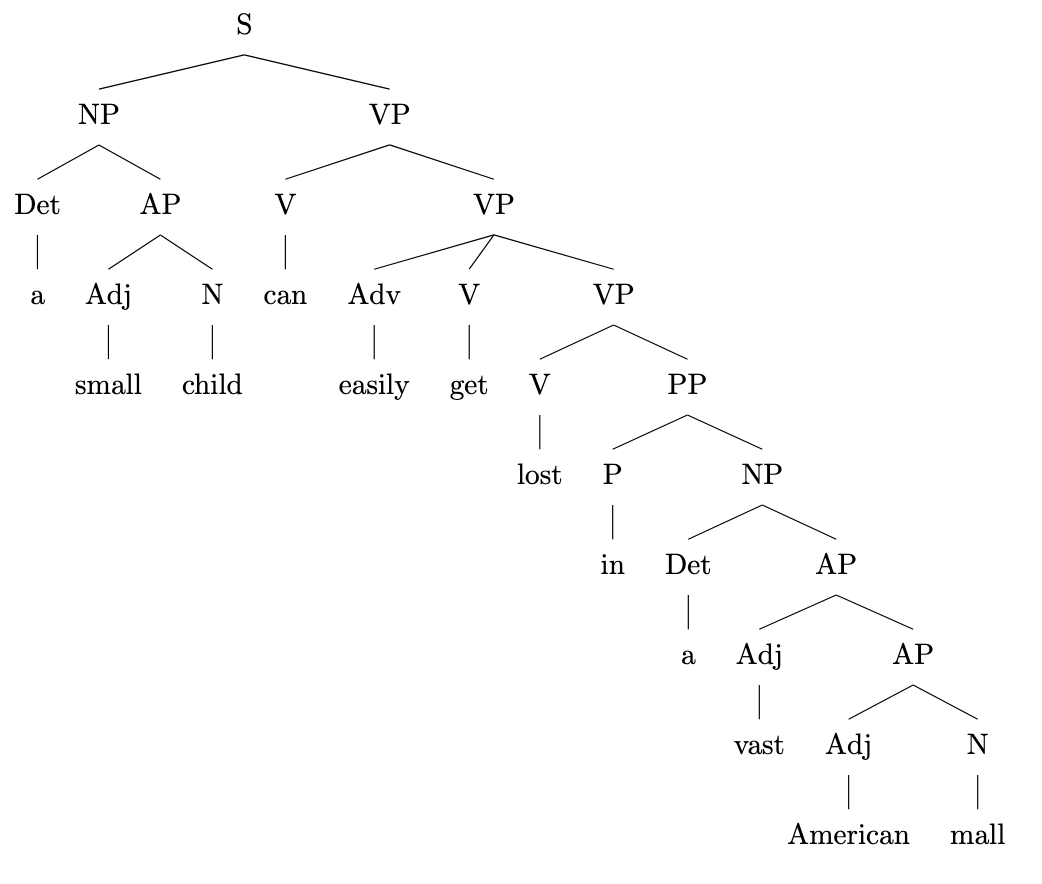 S
NP VP
Det AP V VP
a Adj N can Adv V VP
small child easily get V PP
lost P NP
in Det AP
a Adj AP
vast Adj N
American mall